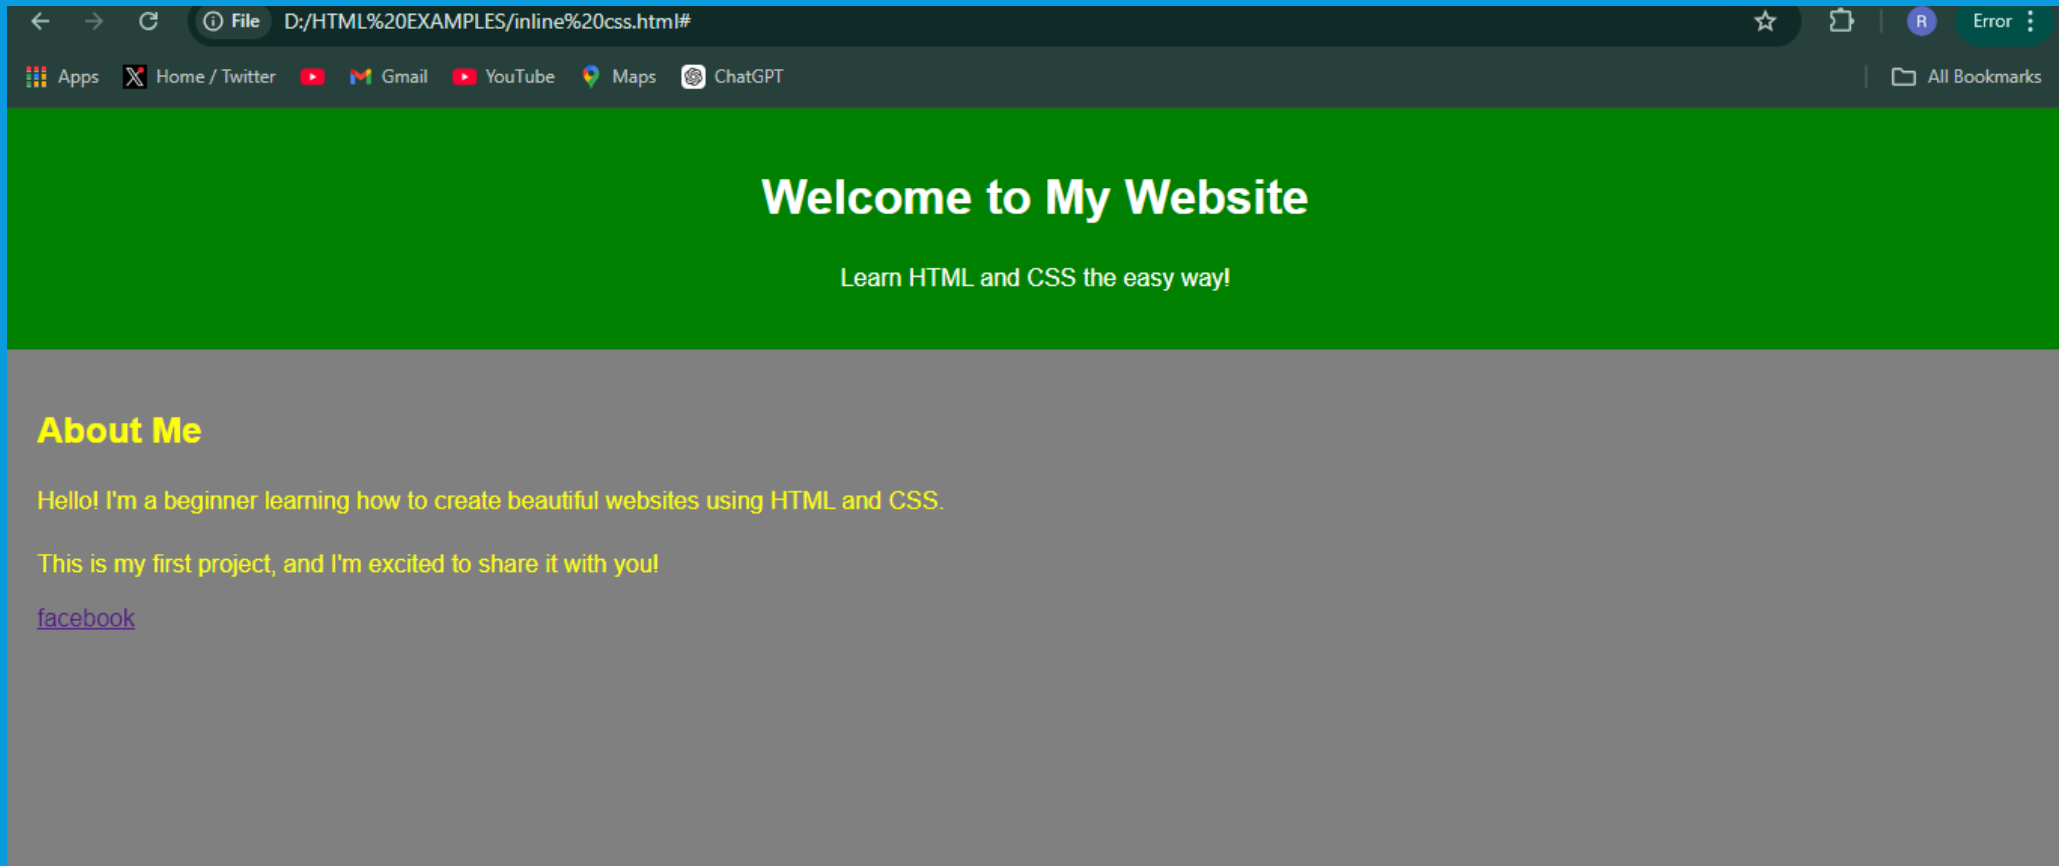 File D:/HTML%20EXAMPLES/inline%20css.html# R Error
Apps Home / Twitter Gmail YouTube Maps ChatGPT All Bookmarks
Welcome to My Website
Learn HTML and CSS the easy way!
About Me
Hello! I'm a beginner learning how to create beautiful websites using HTML and CSS.
This is my first project, and I'm excited to share it with you!
facebook